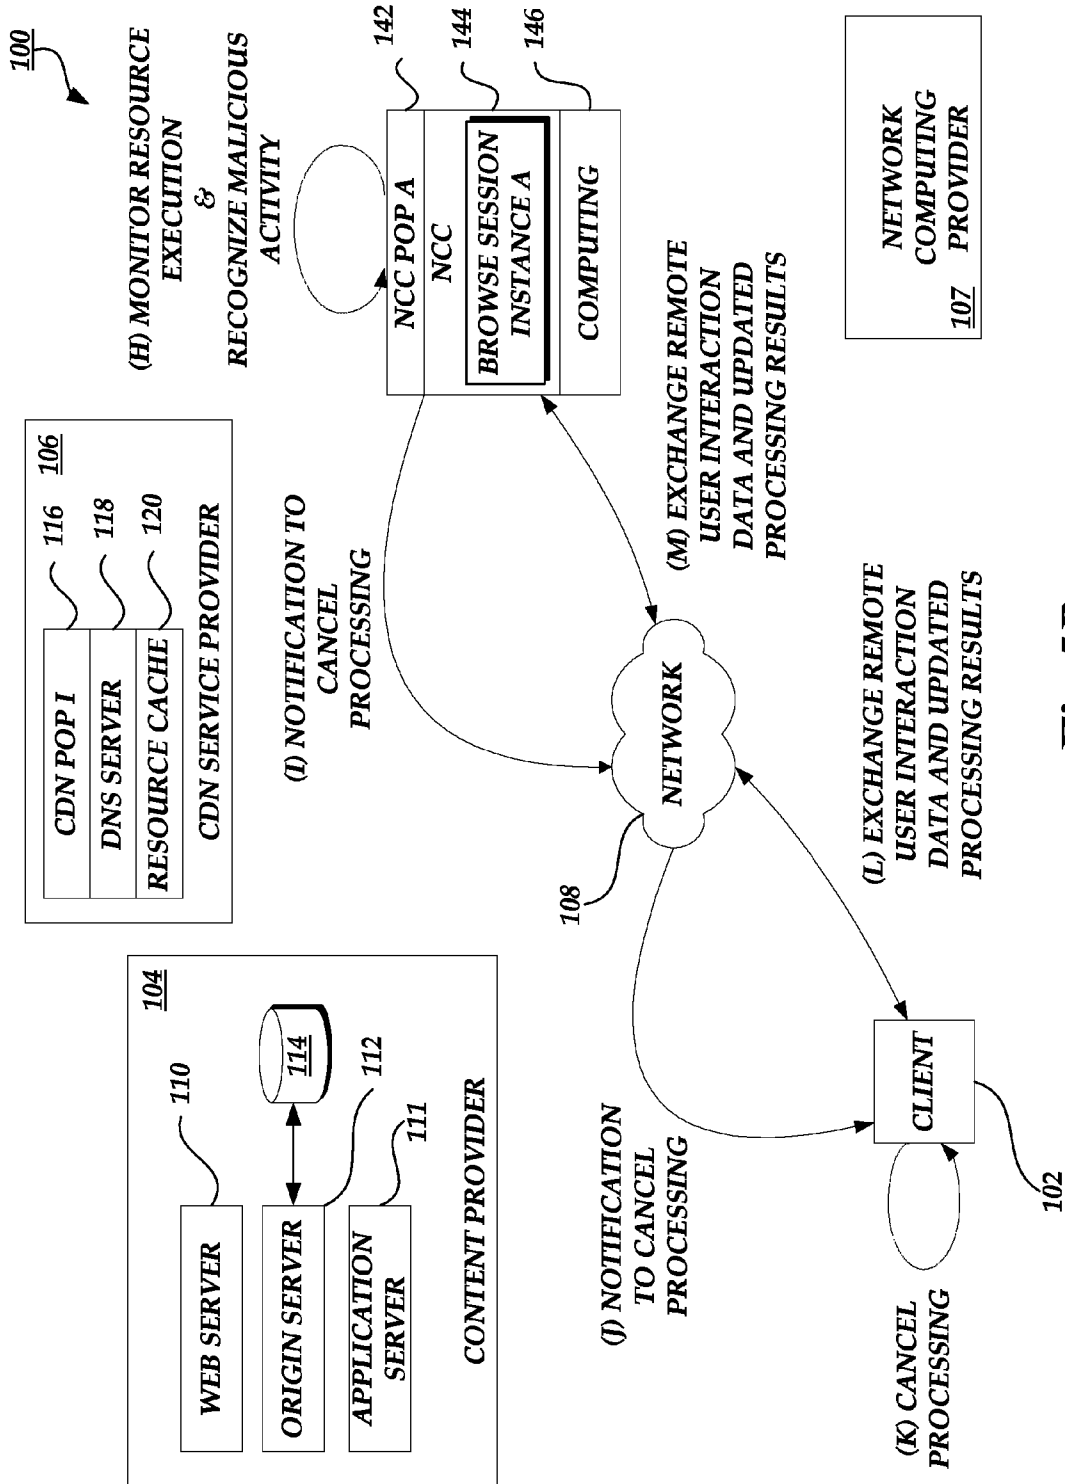 100
(H) MONITOR RESOURCE
EXECUTION
&
RECOGNIZE MALICIOUS
ACTIVITY
104
110
WEB SERVER
114
ORIGIN SERVER
112
APPLICATION
SERVER
111
CONTENT PROVIDER
106
CDN POP I
116
DNS SERVER
118
RESOURCE CACHE
120
CDN SERVICE PROVIDER
NCC POP A
142
NCC
144
BROWSE SESSION
INSTANCE A
COMPUTING
146
(I) NOTIFICATION TO
CANCEL
PROCESSING
(J) NOTIFICATION
TO CANCEL
PROCESSING
108
NETWORK
(M) EXCHANGE REMOTE
USER INTERACTION
DATA AND UPDATED
PROCESSING RESULTS
CLIENT
102
(K) CANCEL
PROCESSING
(L) EXCHANGE REMOTE
USER INTERACTION
DATA AND UPDATED
PROCESSING RESULTS
NETWORK
COMPUTING
PROVIDER
107